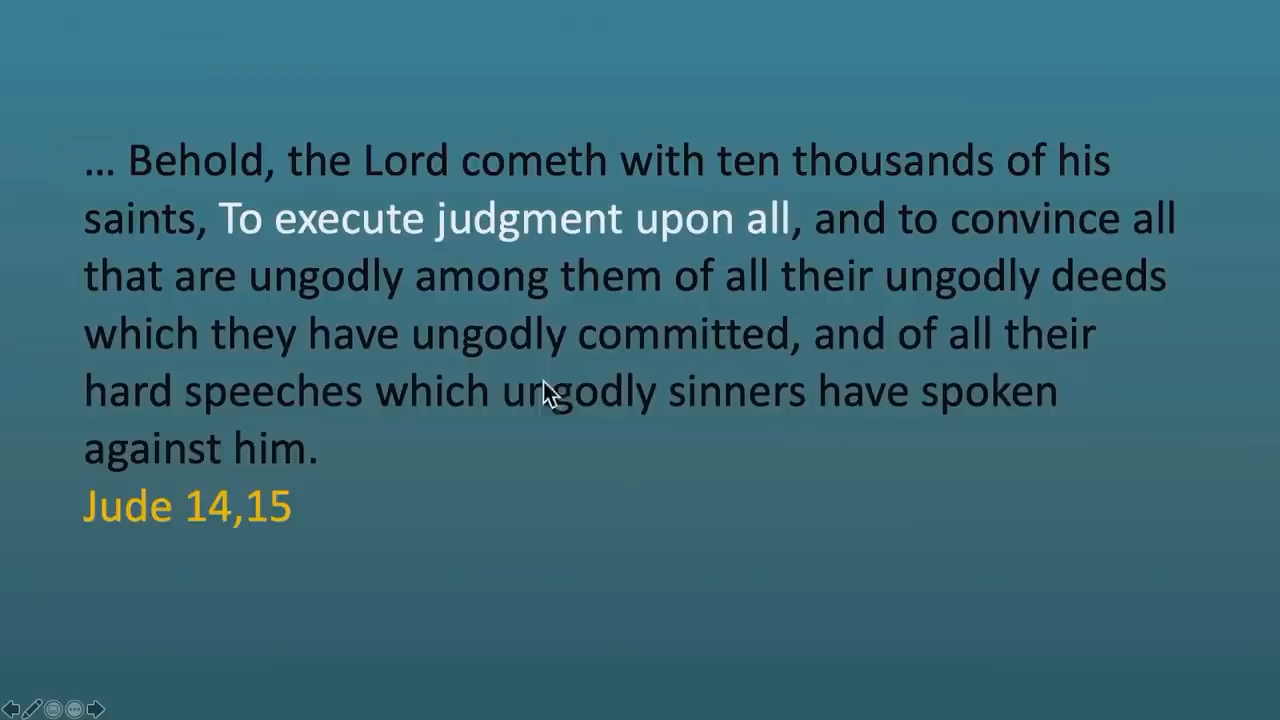 ... Behold, the Lord cometh with ten thousands of his
saints, To execute judgment upon all, and to convince all
that are ungodly among them of all their ungodly deeds
which they have ungodly committed, and of all their
hard speeches which ungodly sinners have spoken
against him.
Jude 14,15